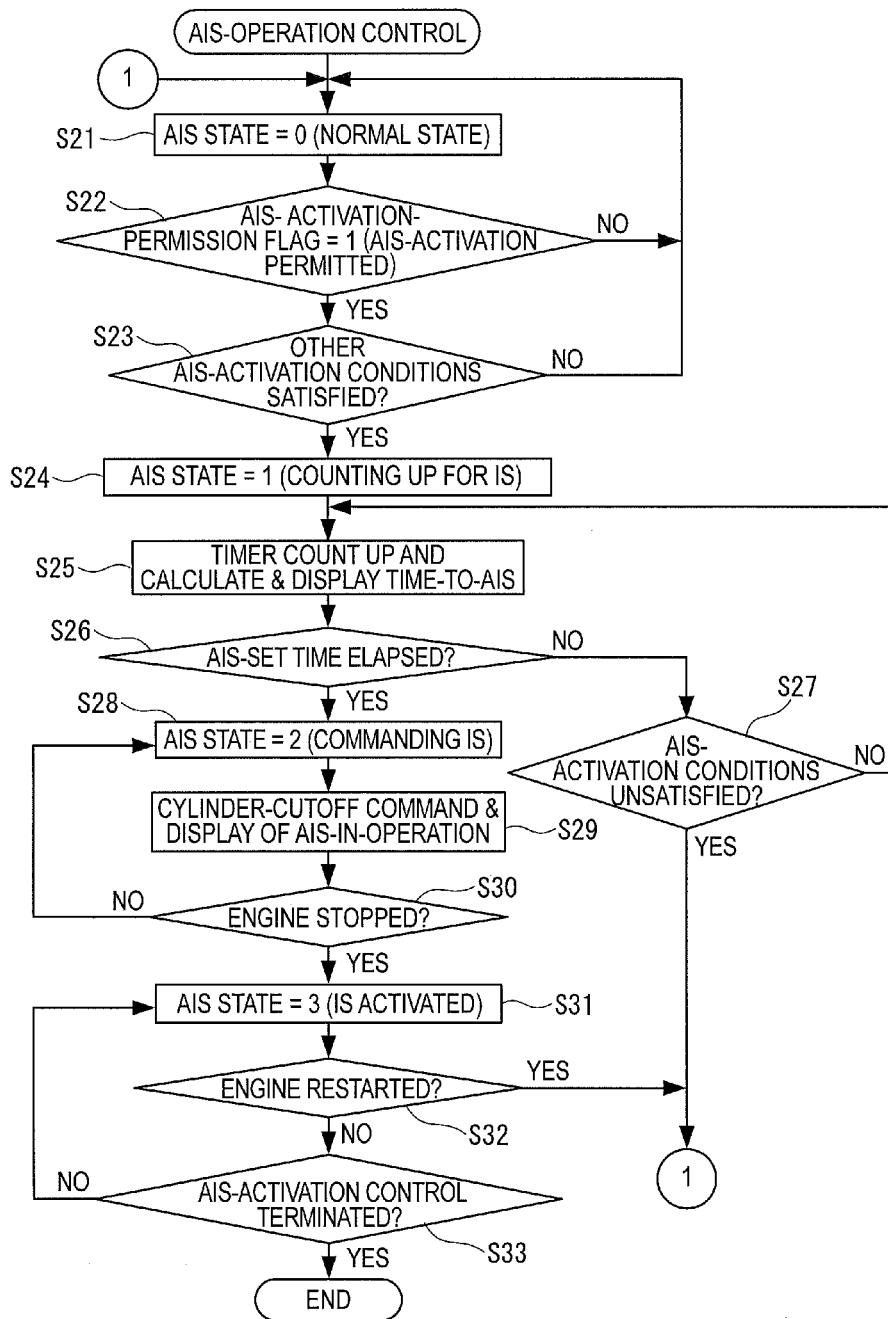 AIS-OPERATION CONTROL
1
S21
AIS STATE = 0 (NORMAL STATE)
S22
AIS- ACTIVATION-
PERMISSION FLAG = 1 (AIS-ACTIVATION
PERMITTED)
NO
YES
S23
OTHER
AIS-ACTIVATION CONDITIONS
SATISFIED?
NO
YES
S24
AIS STATE = 1 (COUNTING UP FOR IS)
S25
TIMER COUNT UP AND
CALCULATE & DISPLAY TIME-TO-AIS
S26
AIS-SET TIME ELAPSED?
NO
YES
S27
AIS-
ACTIVATION CONDITIONS
UNSATISFIED?
NO
YES
S28
AIS STATE = 2 (COMMANDING IS)
CYLINDER-CUTOFF COMMAND &
DISPLAY OF AIS-IN-OPERATION
S29
S30
NO
ENGINE STOPPED?
YES
AIS STATE = 3 (IS ACTIVATED)
S31
ENGINE RESTARTED?
YES
S32
NO
1
NO
AIS-ACTIVATION CONTROL
TERMINATED?
S33
YES
END